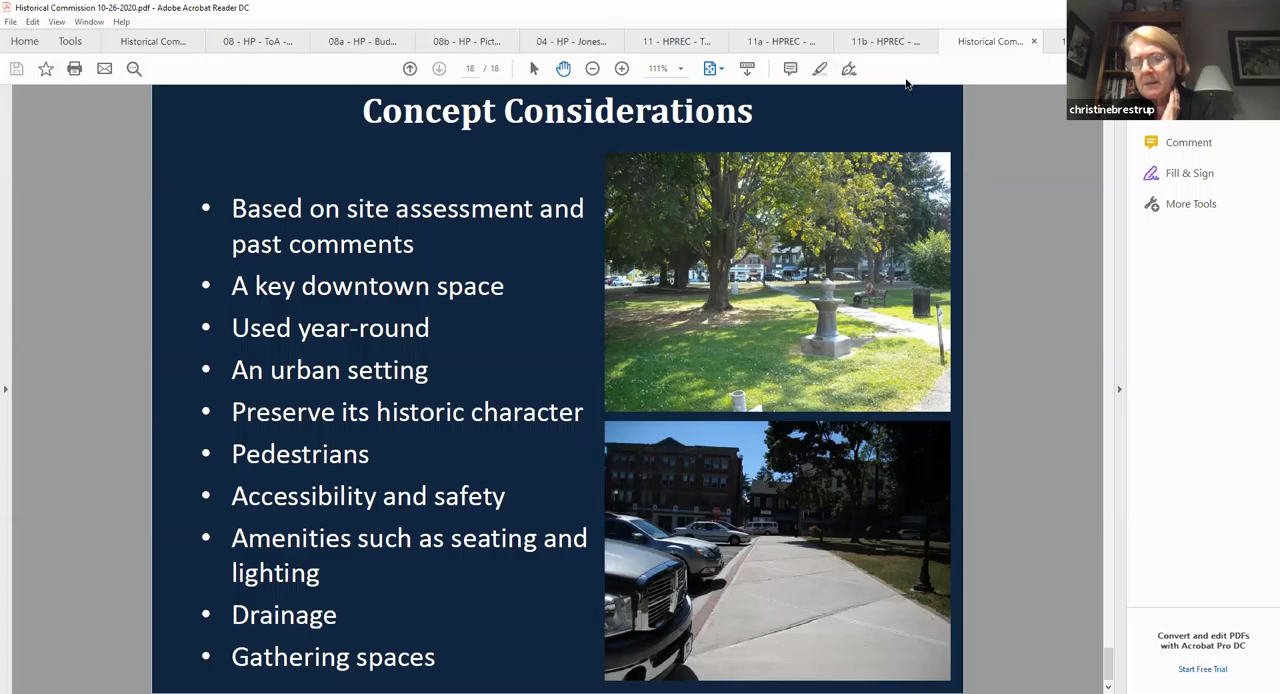 Historical Commission 10-26-2020.pdf - Adobe Acrobat Reader DC
File Edit View Window Help
Home Tools Historical Com... 08 - HP - ToA -... 08a - HP - Bud... 08b - HP - Pict... 04 - HP - Jones... 11 - HPREC - T... 11a - HPREC - ... 11b - HPREC - ... Historical Com... ×
18 / 18 111%
christinebrestrup
Comment
Fill & Sign
More Tools
Concept Considerations
• Based on site assessment and
past comments
• A key downtown space
• Used year-round
• An urban setting
• Preserve its historic character
• Pedestrians
• Accessibility and safety
• Amenities such as seating and
lighting
• Drainage
• Gathering spaces
Convert and edit PDFs
with Acrobat Pro DC
Start Free Trial